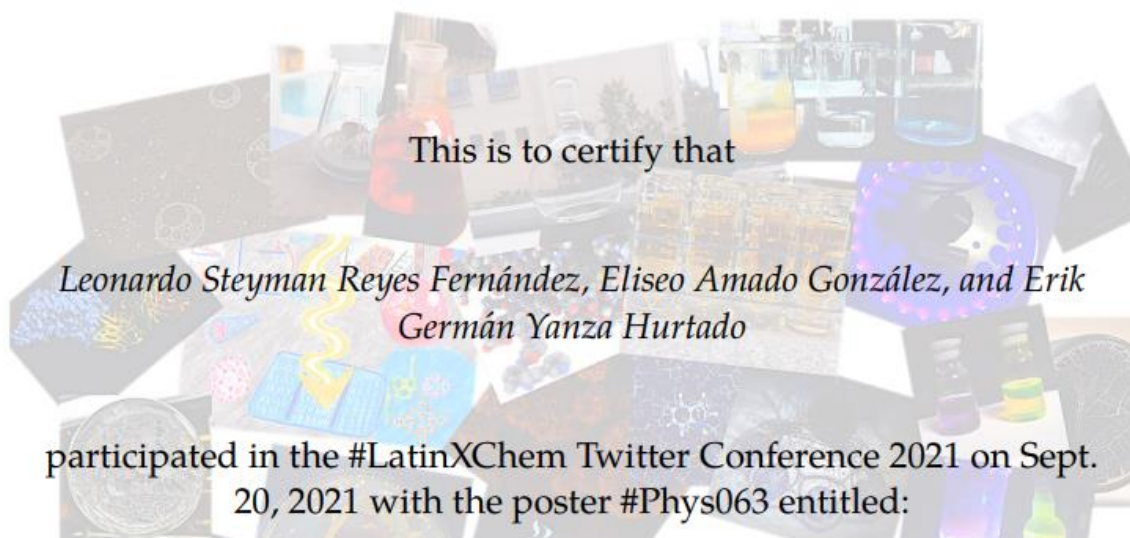 This is to certify that
Leonardo Steyman Reyes Fernández, Eliseo Amado González, and Erik
Germán Yanza Hurtado
participated in the #LatinXChem Twitter Conference 2021 on Sept.
20, 2021 with the poster #Phys063 entitled: